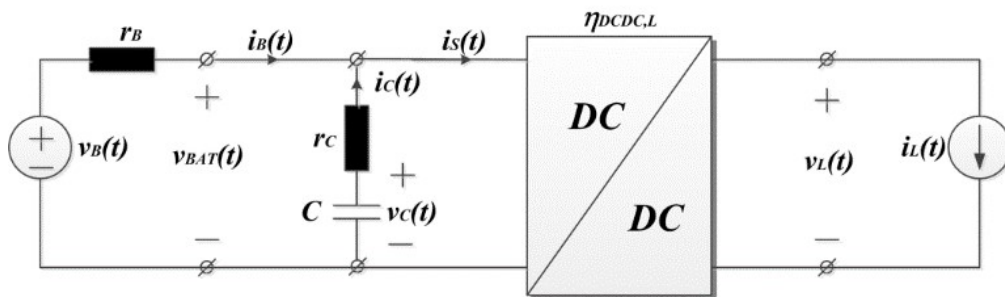 ηDCDC,L
rB iB(t) iS(t)
iC(t)
+ + DC +
rC
+ vB(t) vBAT(t) + vL(t) iL(t)
−
C vC(t) DC
− − −